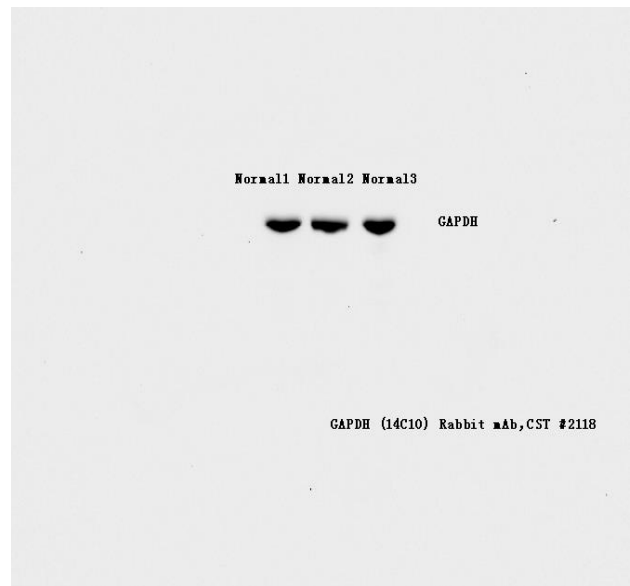 Normal1 Normal2 Normal3
GAPDH
GAPDH (14C10) Rabbit mAb,CST #2118